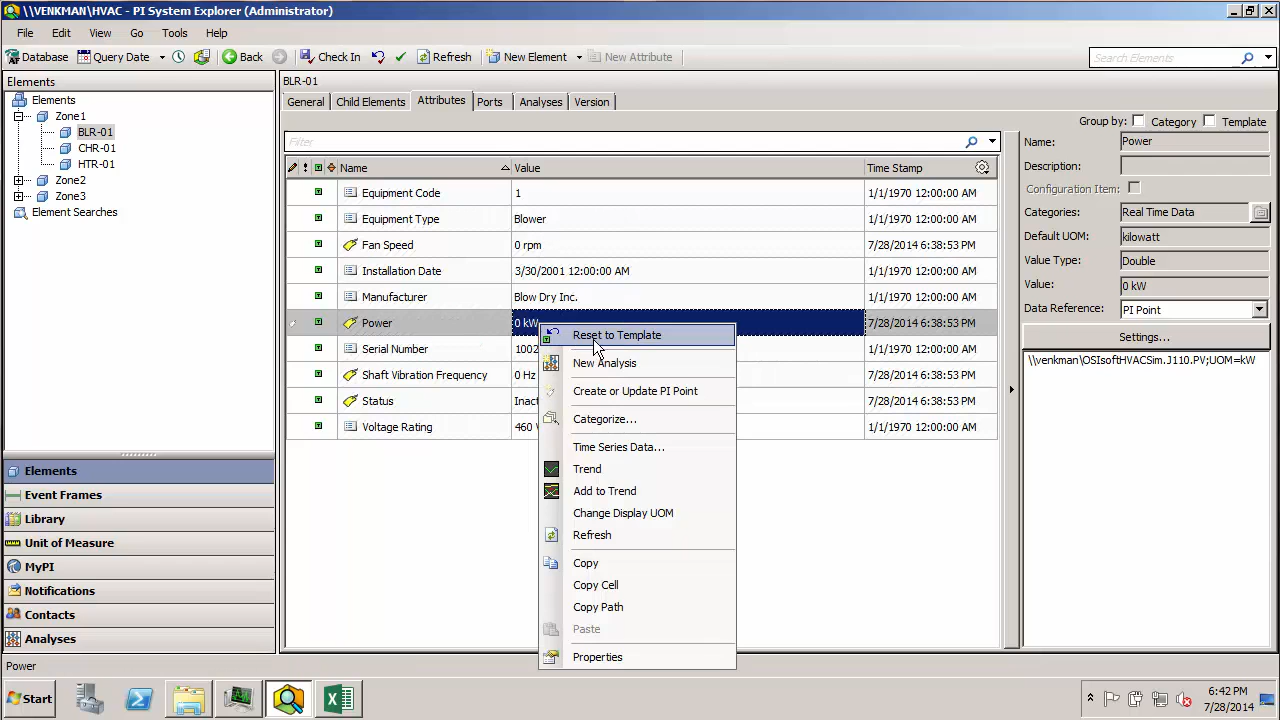 \\VENKMAN\HVAC - PI System Explorer (Administrator)
File Edit View Go Tools Help
Database Query Date Back Check In Refresh New Element New Attribute Search Elements
Elements
Elements
Zone1
BLR-01
CHR-01
HTR-01
Zone2
Zone3
Element Searches
Elements
Event Frames
Library
Unit of Measure
MyPI
Notifications
Contacts
Analyses
BLR-01
General Child Elements Attributes Ports Analyses Version
Group by: Category Template
Filter
Name Value Time Stamp
Equipment Code 1 1/1/1970 12:00:00 AM
Equipment Type Blower 1/1/1970 12:00:00 AM
Fan Speed 0 rpm 7/28/2014 6:38:53 PM
Installation Date 3/30/2001 12:00:00 AM 1/1/1970 12:00:00 AM
Manufacturer Blow Dry Inc. 1/1/1970 12:00:00 AM
Power 0 kW 7/28/2014 6:38:53 PM
Serial Number 1002 1/1/1970 12:00:00 AM
Shaft Vibration Frequency 0 Hz 7/28/2014 6:38:53 PM
Status Inact 7/28/2014 6:38:53 PM
Voltage Rating 460 1/1/1970 12:00:00 AM
Reset to Template
New Analysis
Create or Update PI Point
Categorize...
Time Series Data...
Trend
Add to Trend
Change Display UOM
Refresh
Copy
Copy Cell
Copy Path
Paste
Properties
Name: Power
Description:
Configuration Item:
Categories: Real Time Data
Default UOM: kilowatt
Value Type: Double
Value: 0 kW
Data Reference: PI Point
Settings...
\\venkman\OSIsoftHVACSim.J110.PV;UOM=kW
Power
Start
6:42 PM
7/28/2014